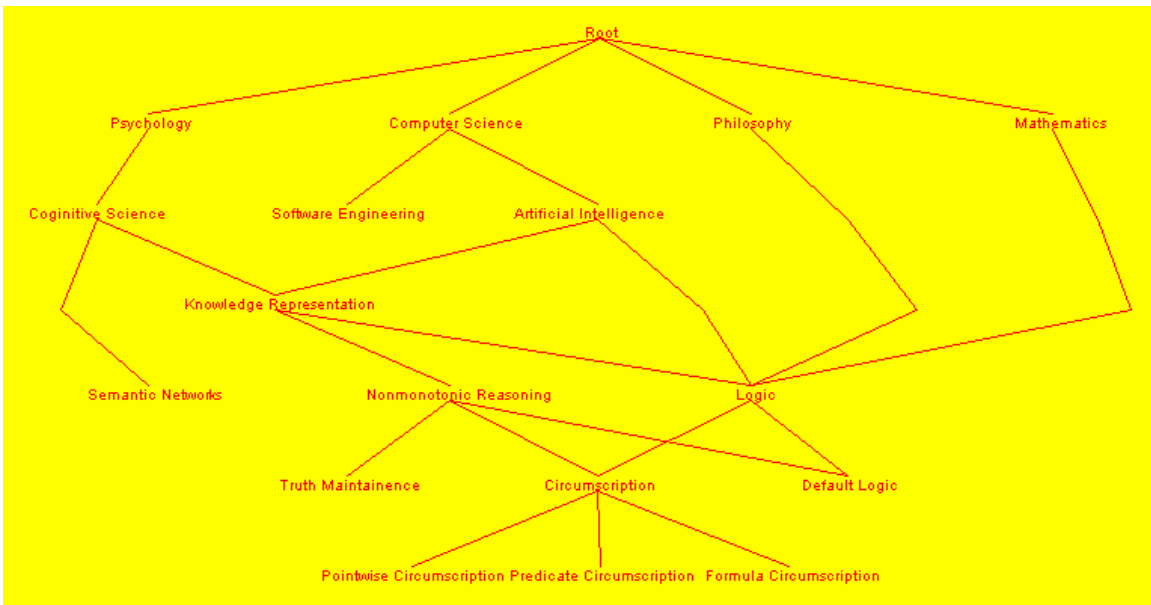 Root
Psychology Computer Science Philosophy Mathematics
Coginitive Science Software Engineering Artificial Intelligence
Knowledge Representation
Semantic Networks Nonmonotonic Reasoning Logic
Truth Maintainence Circumscription Default Logic
Pointwise Circumscription Predicate Circumscription Formula Circumscription